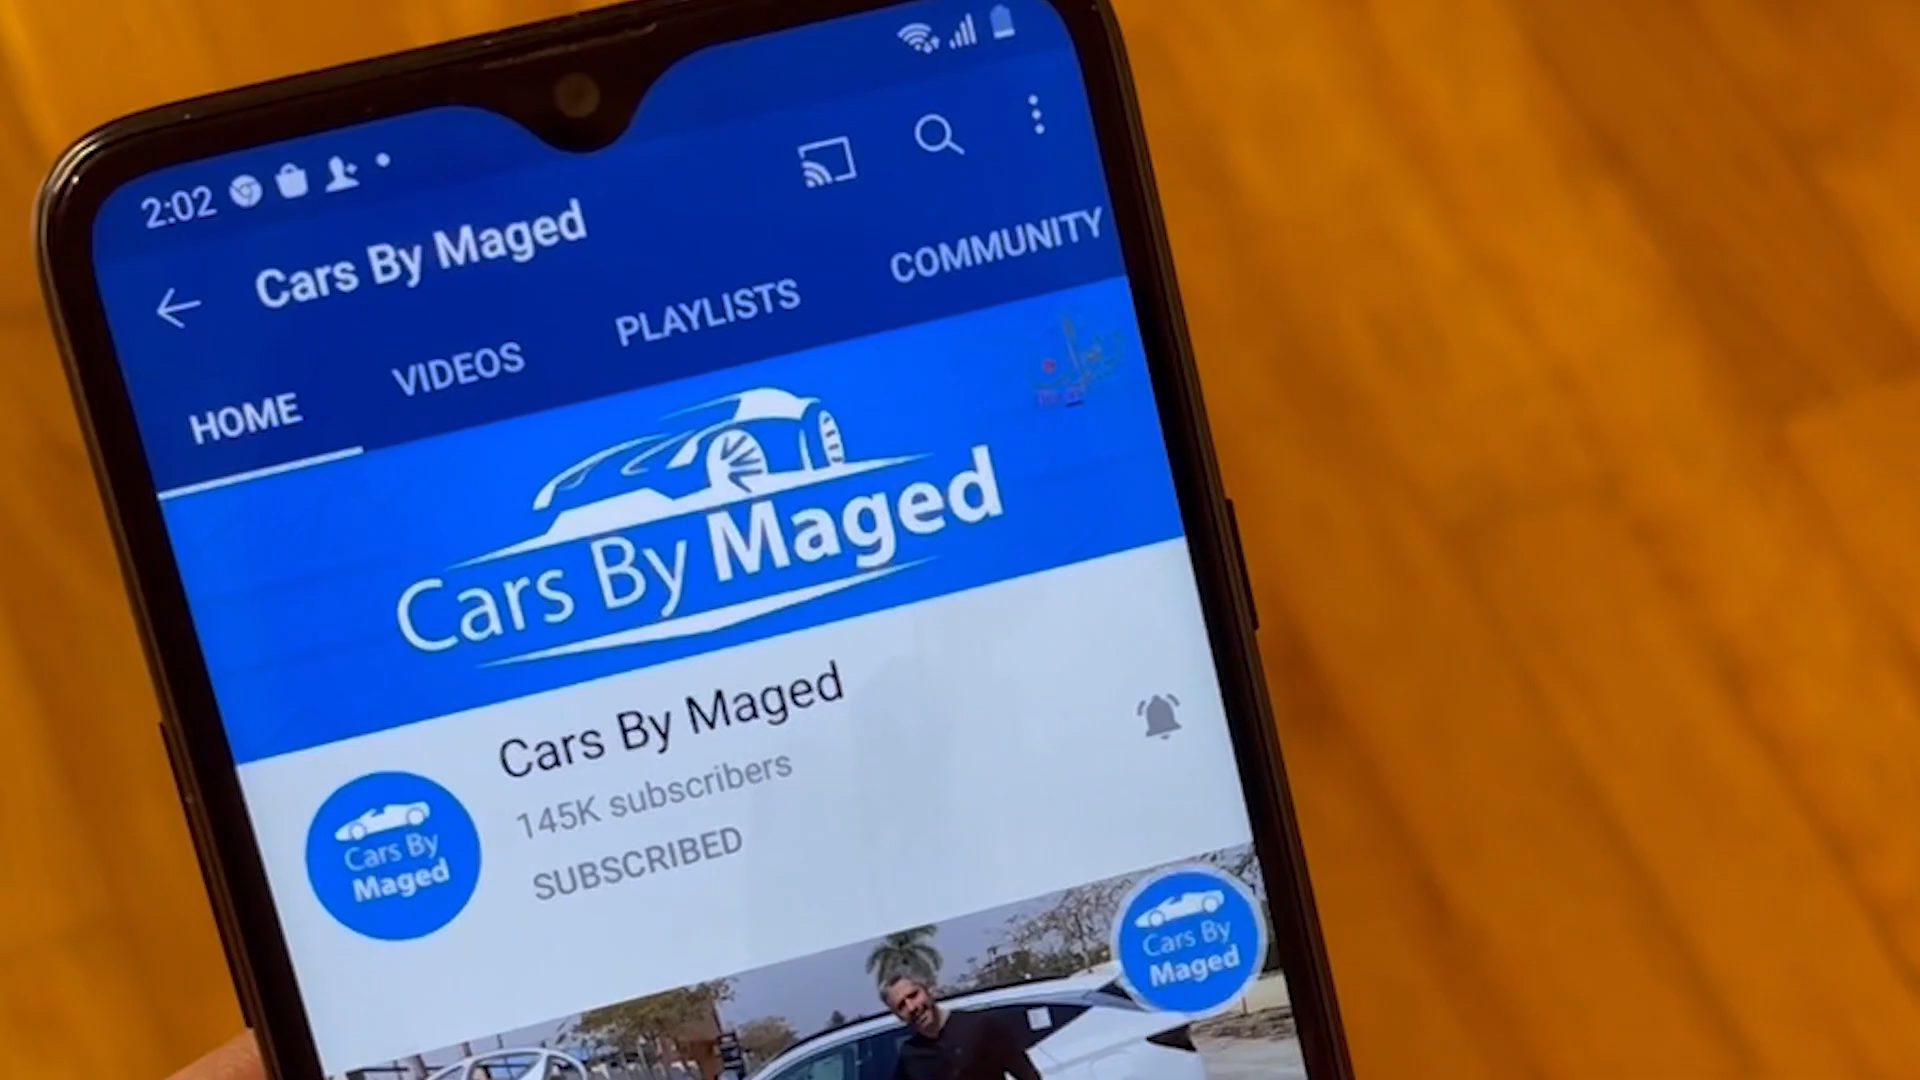 2:02
Cars By Maged
HOME VIDEOS PLAYLISTS COMMUNITY
Cars By Maged
Cars By Maged
145K subscribers
SUBSCRIBED
Cars By
Maged
Cars By
Maged